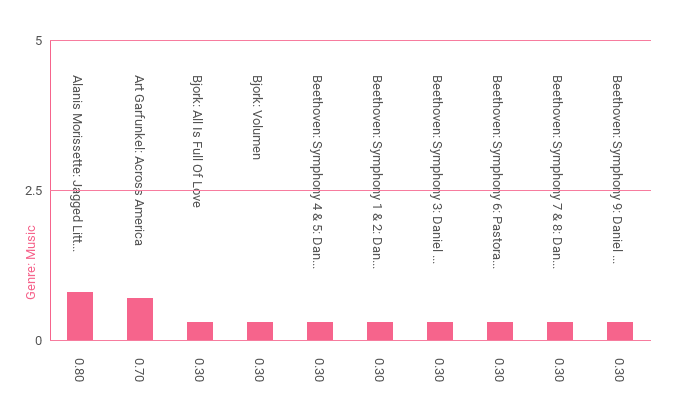 5
2.5
0
Genre: Music
Alanis Morissette: Jagged Litt...
Art Garfunkel: Across America
Bjork: All Is Full Of Love
Bjork: Volumen
Beethoven: Symphony 4 & 5: Dan...
Beethoven: Symphony 1 & 2: Dan...
Beethoven: Symphony 3: Daniel ...
Beethoven: Symphony 6: Pastora...
Beethoven: Symphony 7 & 8: Dan...
Beethoven: Symphony 9: Daniel ...
0.80
0.70
0.30
0.30
0.30
0.30
0.30
0.30
0.30
0.30